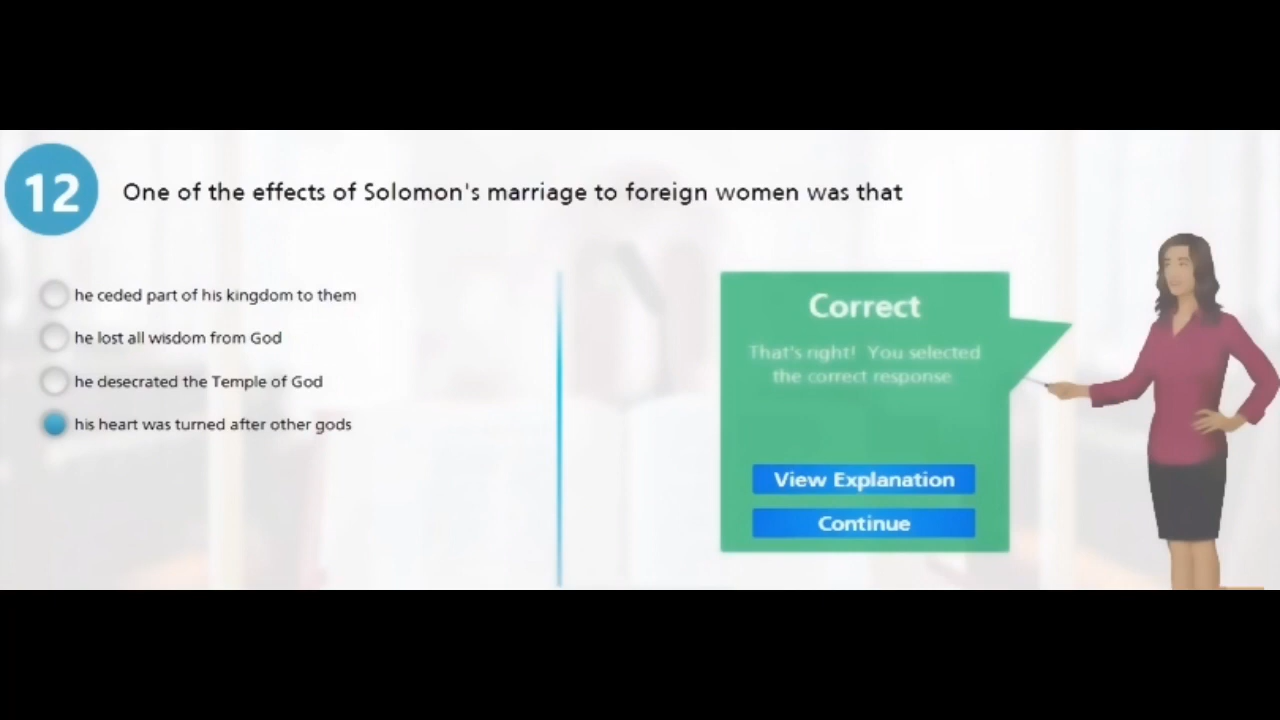 12
One of the effects of Solomon's marriage to foreign women was that
he ceded part of his kingdom to them
he lost all wisdom from God
he desecrated the Temple of God
his heart was turned after other gods
Correct
That's right! You selected
the correct response
View Explanation
Continue